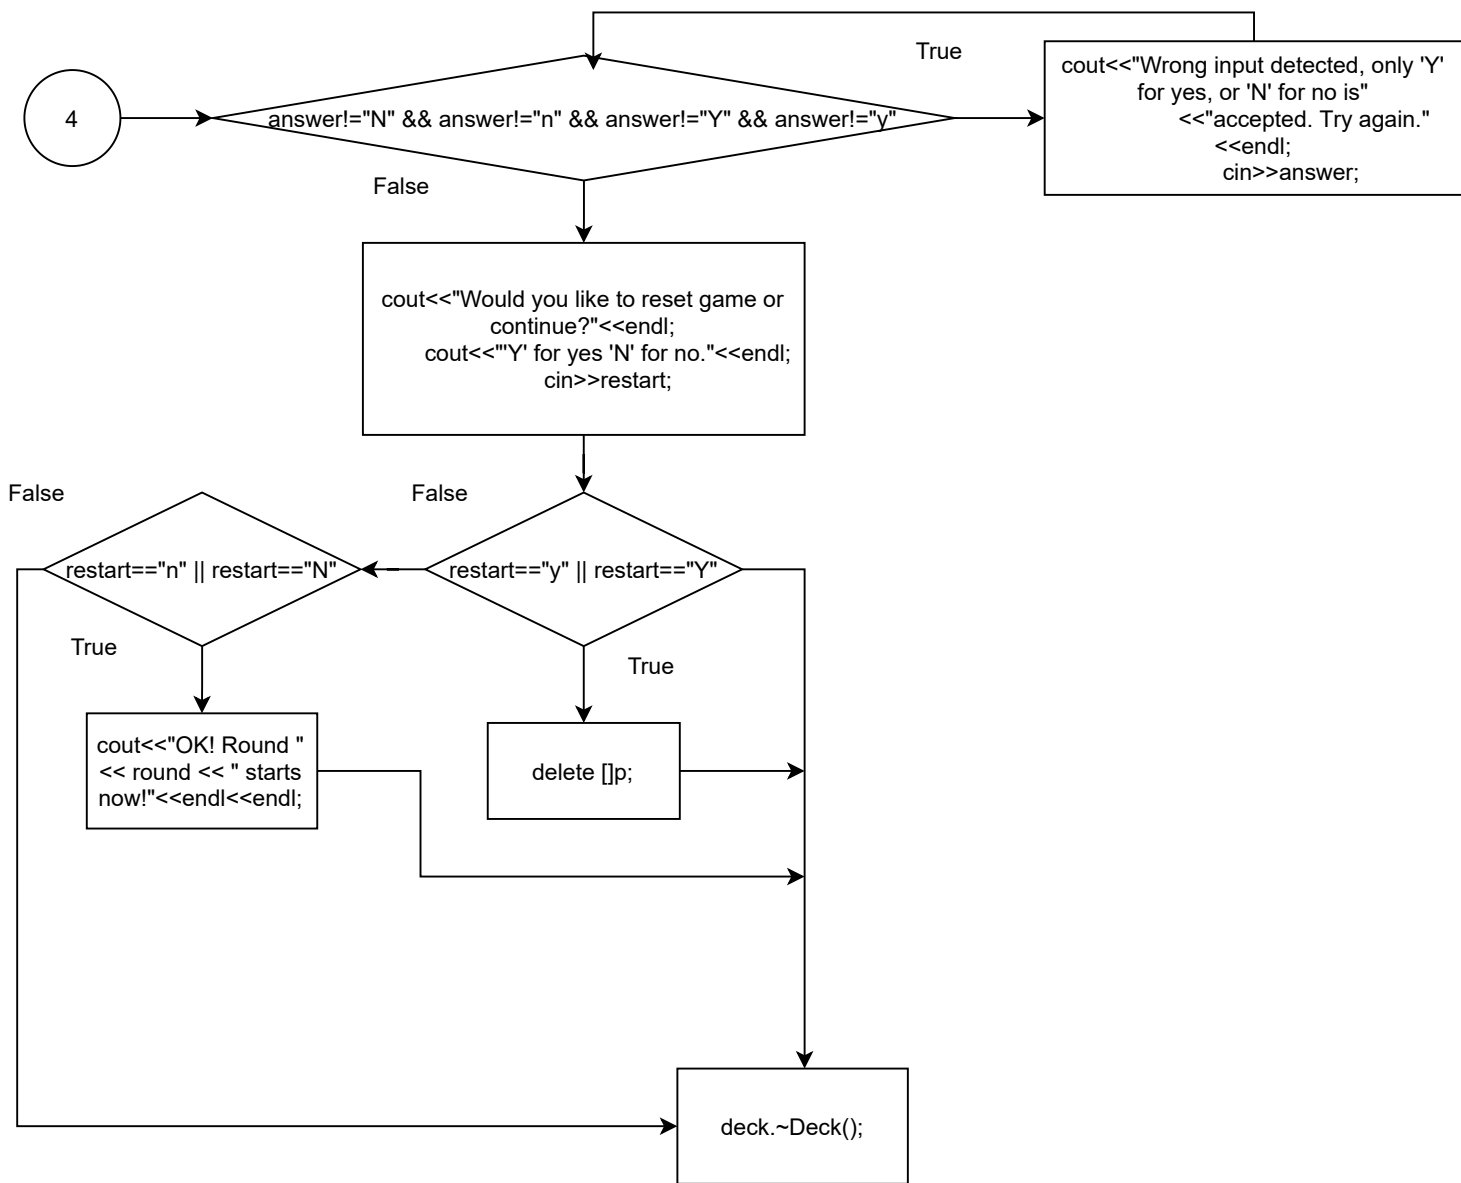 True
cout<<"Wrong input detected, only 'Y'
for yes, or 'N' for no is"
<<"accepted. Try again."
<<endl;
cin>>answer;
4
answer!="N" && answer!="n" && answer!="Y" && answer!="y"
False
cout<<"Would you like to reset game or
continue?"<<endl;
cout<<"'Y' for yes 'N' for no."<<endl;
cin>>restart;
False
False
restart=="n" || restart=="N"
restart=="y" || restart=="Y"
True
True
cout<<"OK! Round "
<< round << " starts
now!"<<endl<<endl;
delete []p;
deck.~Deck();